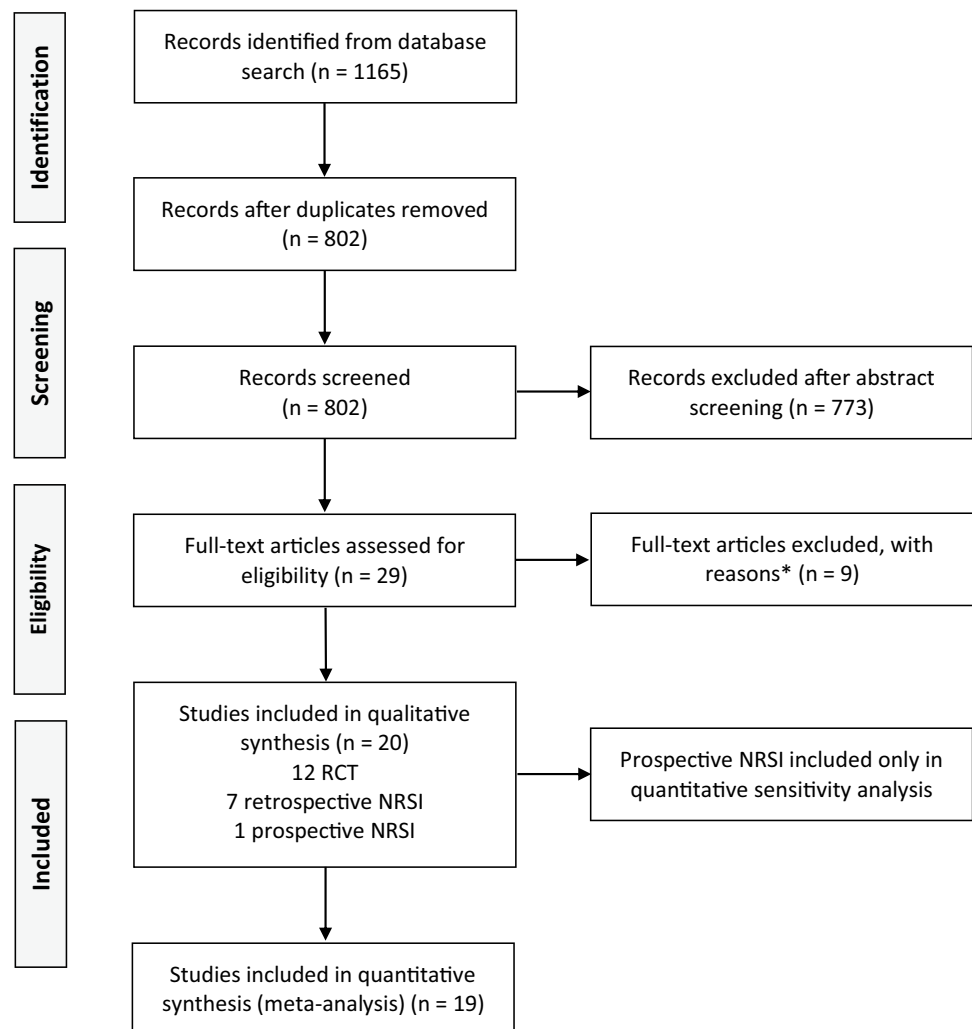 Identification
Records identified from database
search (n = 1165)
Records after duplicates removed
(n = 802)
Screening
Records screened
(n = 802)
Records excluded after abstract
screening (n = 773)
Eligibility
Full-text articles assessed for
eligibility (n = 29)
Full-text articles excluded, with
reasons* (n = 9)
Included
Studies included in qualitative
synthesis (n = 20)
12 RCT
7 retrospective NRSI
1 prospective NRSI
Prospective NRSI included only in
quantitative sensitivity analysis
Studies included in quantitative
synthesis (meta-analysis) (n = 19)